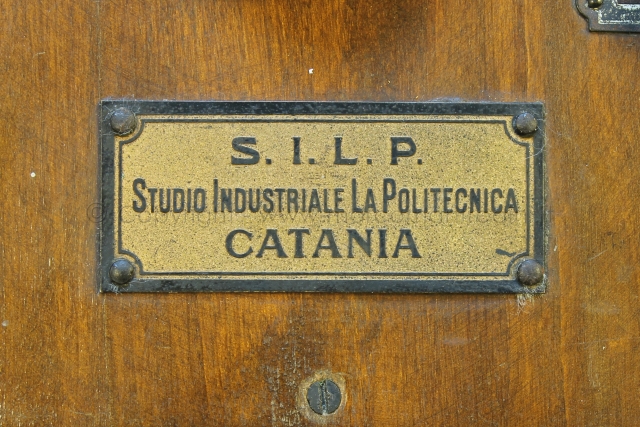 S. I. L. P.
STUDIO INDUSTRIALE LA POLITECNICA
CATANIA